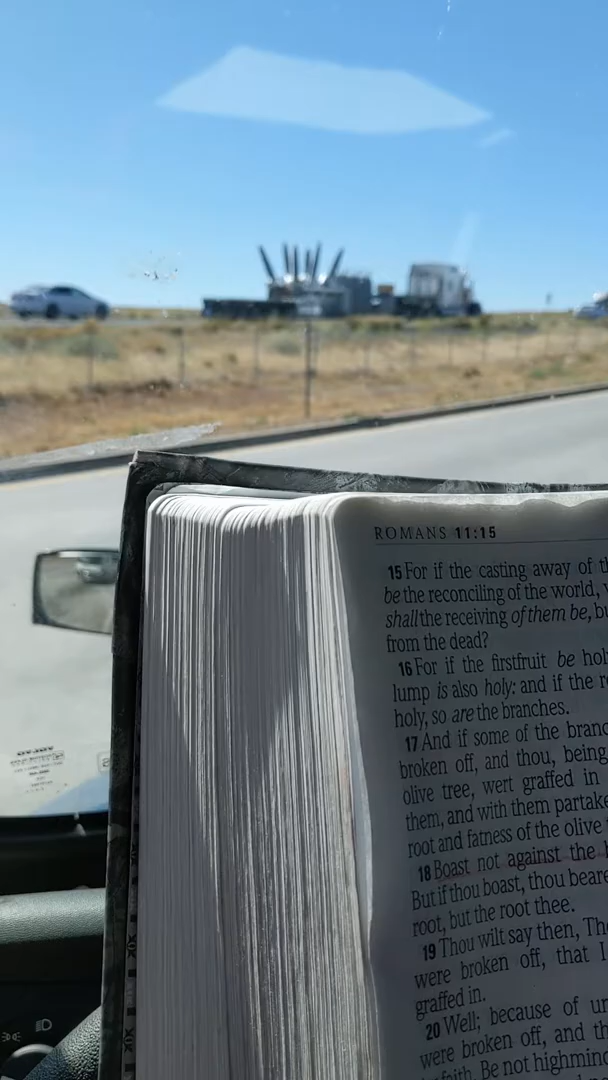 ROMANS 11:15
15 For if the casting away of
be the reconciling of the world,
shall the receiving of them be,
from the dead?
16 For if the firstfruit be
lump is also holy: and if the
holy, so are the branches.
17 And if some of the
broken off, and thou, being
olive tree, wert graffed in
them, and with them
root and fatness of the olive
18 Boast not against the
But if thou boast, thou
root, but the root thee.
19 Thou wilt say then,
were broken off, that I
graffed in.
20 Well; because of
were broken off, and
faith. Be not